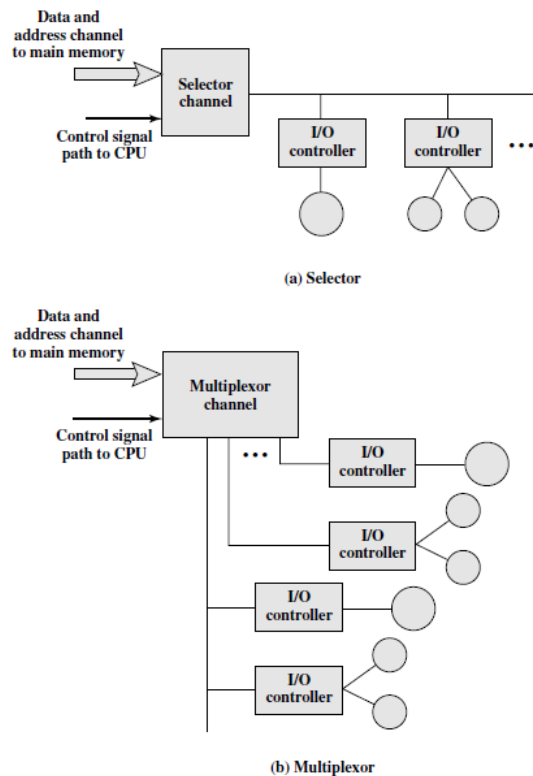 Data and
address channel
to main memory
Selector
channel
Control signal
path to CPU
I/O
controller
I/O
controller
•••
(a) Selector
Data and
address channel
to main memory
Multiplexor
channel
Control signal
path to CPU
•••
I/O
controller
I/O
controller
I/O
controller
I/O
controller
(b) Multiplexor